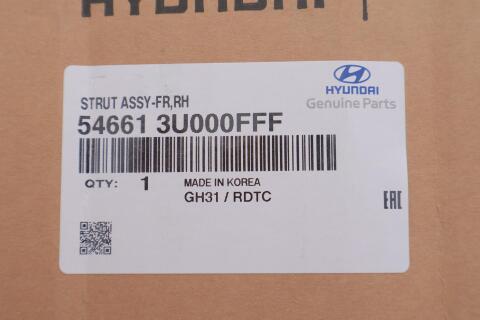 HYUNDAI
STRUT ASSY-FR,RH
54661 3U000FFF
HYUNDAI
Genuine Parts
QTY: 1 MADE IN KOREA
GH31 / RDTC
EAC